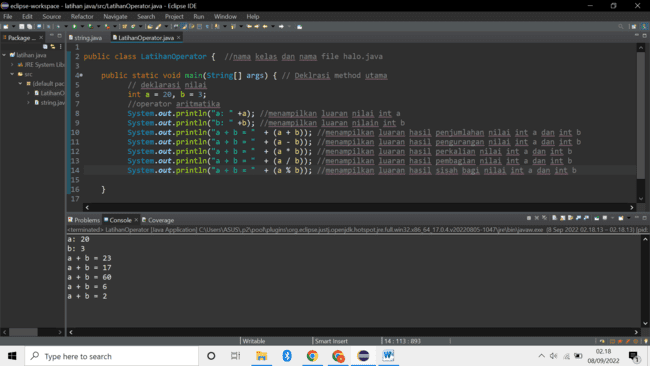 eclipse-workspace - latihan java/src/LatihanOperator.java - Eclipse IDE
File Edit Source Refactor Navigate Search Project Run Window Help
Package ...
string.java
LatihanOperator.java
latihan java
JRE System Lib
src
(default pac
LatihanO
string.jav
1
2 public class LatihanOperator { //nama kelas dan nama file halo.java
3
4 public static void main(String[] args) { // Deklrasi method utama
5 // deklarasi nilai
6 int a = 20, b = 3;
7 //operator aritmatika
8 System.out.println("a: " +a); //menampilkan luaran nilai int a
9 System.out.println("b: " +b); //menampilkan luaran nilain int b
10 System.out.println("a + b = " + (a + b)); //menampilkan luaran hasil penjumlahan nilai int a dan int b
11 System.out.println("a + b = " + (a - b)); //menampilkan luaran hasil pengurangan nilai int a dan int b
12 System.out.println("a + b = " + (a * b)); //menampilkan luaran hasil perkalian nilai int a dan int b
13 System.out.println("a + b = " + (a / b)); //menampilkan luaran hasil pembagian nilai int a dan int b
14 System.out.println("a + b = " + (a % b)); //menampilkan luaran hasil sisah bagi nilai int a dan int b
15
16 }
17
Problems Console Coverage
<terminated> LatihanOperator [Java Application] C:\Users\ASUS\.p2\pool\plugins\org.eclipse.justj.openjdk.hotspot.jre.full.win32.x86_64_17.0.4.v20220805-1047\jre\bin\javaw.exe (8 Sep 2022 02.18.13 – 02.18.13) [pid:
a: 20
b: 3
a + b = 23
a + b = 17
a + b = 60
a + b = 6
a + b = 2
Writable Smart Insert 14 : 113 : 893
Type here to search
02.18
08/09/2022